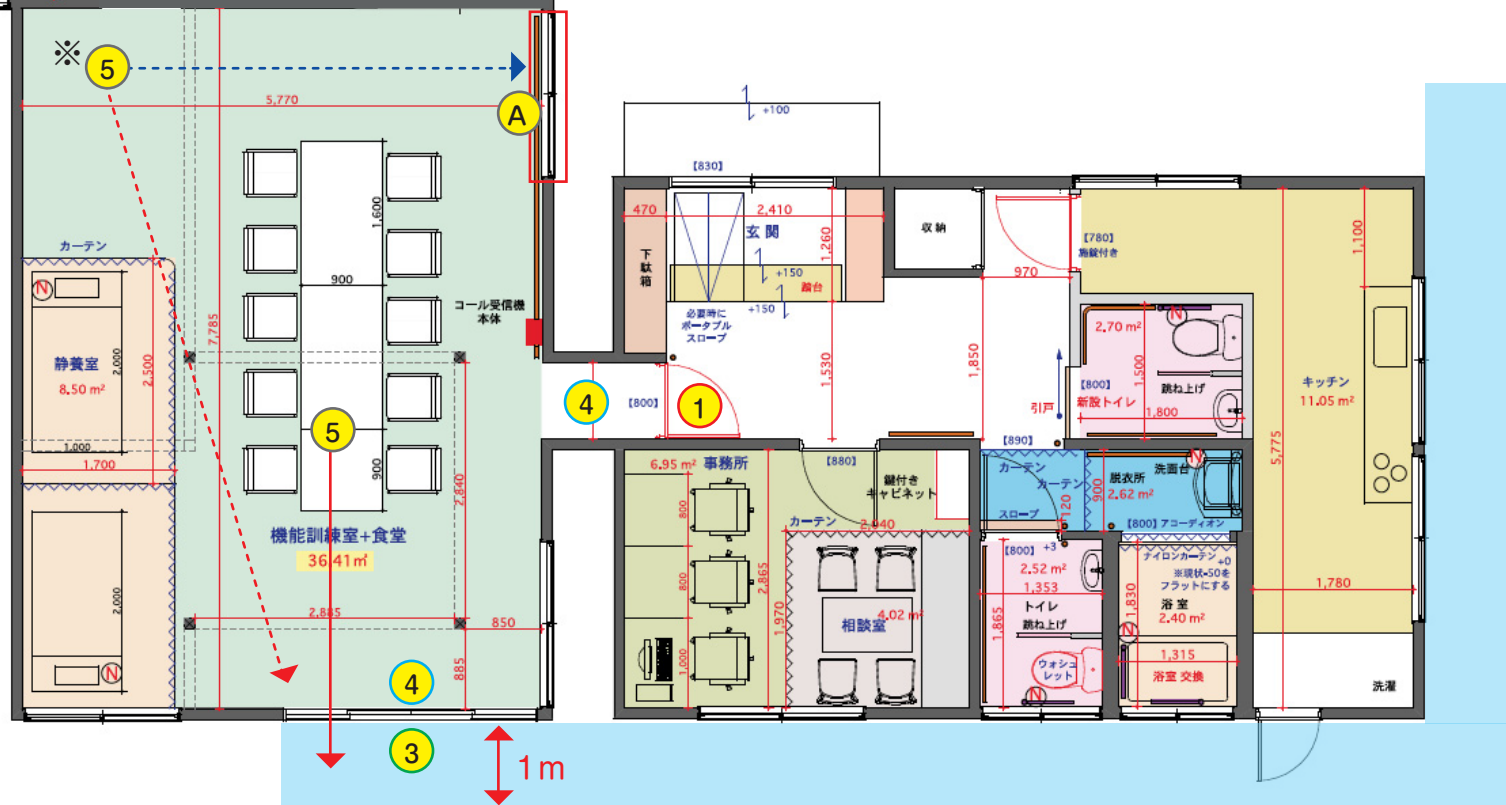 ※
5
5,770
A
+100
【830】
470
2,410
玄関
収納
1,100
1,600
1,260
【780】
施錠付き
カーテン
下
駄
箱
+150
踏台
970
N
900
コール受信機
本体
必要時に
ポータブル
スロープ
+150
2.70 m²
N
7,785
静養室
8.50 m²
2,000
2,500
1,530
1,850
1,500
【800】
新設トイレ
跳ね上げ
1,800
キッチン
11.05 m²
引戸
4
【800】
1
5
【890】
1,000
1,700
900
2,840
6.95 m²
事務所
【880】
鍵付き
キャビネット
カーテン
カーテン
スロープ
120
900
脱衣所
2.62 m²
洗面台
N
【800】アコーディオン
5,775
800
カーテン
2,040
機能訓練室+食堂
36.41m²
2,865
800
【800】
+3
2.52 m²
1,353
ナイロンカーテン
+0
※現状-50を
フラットにする
1,780
2,000
2,885
850
1,970
相談室
4.02 m²
1,865
トイレ
跳ね上げ
1,830
浴室
2.40 m²
N
885
1,000
ウォシュ
レット
1,315
浴室 交換
N
4
N
洗濯
3
1m